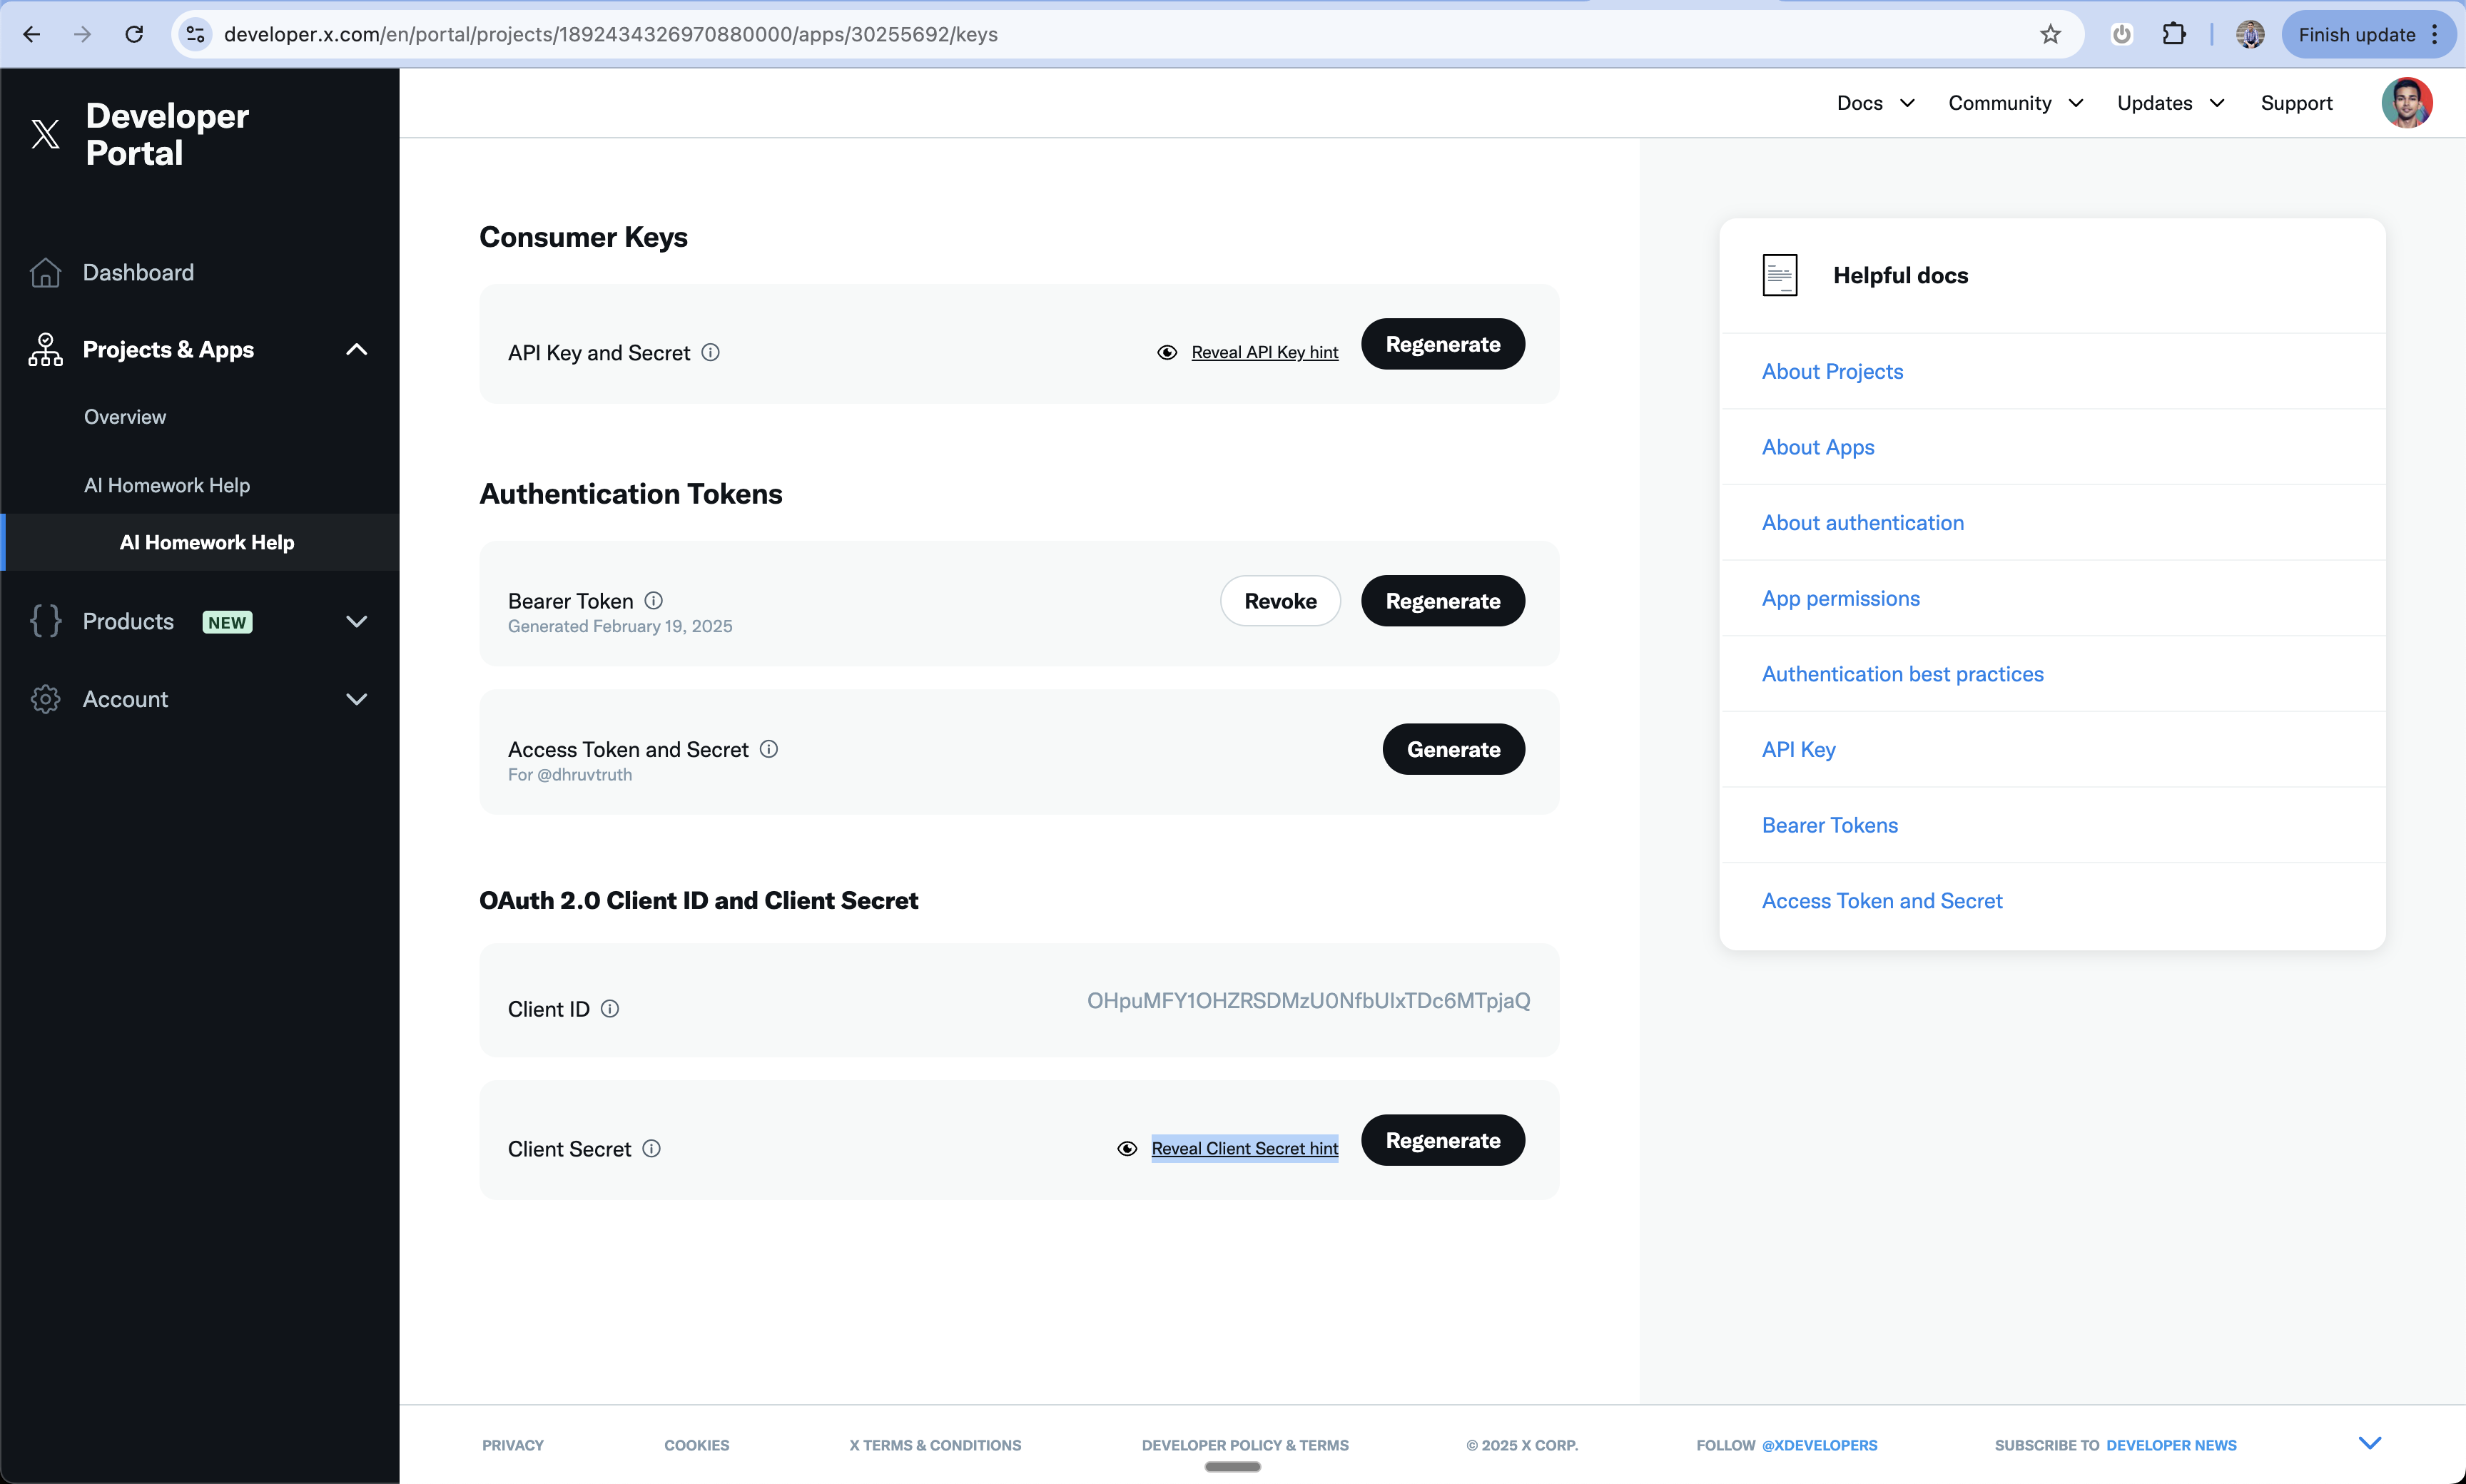 developer.x.com/en/portal/projects/1892434326970880000/apps/30255692/keys
Finish update
Developer
Portal
Docs
Community
Updates
Support
Dashboard
Projects & Apps
Overview
AI Homework Help
AI Homework Help
Products NEW
Account
Consumer Keys
API Key and Secret
Reveal API Key hint
Regenerate
Authentication Tokens
Bearer Token
Generated February 19, 2025
Revoke
Regenerate
Access Token and Secret
For @dhruvtruth
Generate
OAuth 2.0 Client ID and Client Secret
Client ID
OHpuMFY1OHZRSDMzU0NfbUlxTDc6MTpjaQ
Client Secret
Reveal Client Secret hint
Regenerate
Helpful docs
About Projects
About Apps
About authentication
App permissions
Authentication best practices
API Key
Bearer Tokens
Access Token and Secret
PRIVACY
COOKIES
X TERMS & CONDITIONS
DEVELOPER POLICY & TERMS
© 2025 X CORP.
FOLLOW @XDEVELOPERS
SUBSCRIBE TO DEVELOPER NEWS